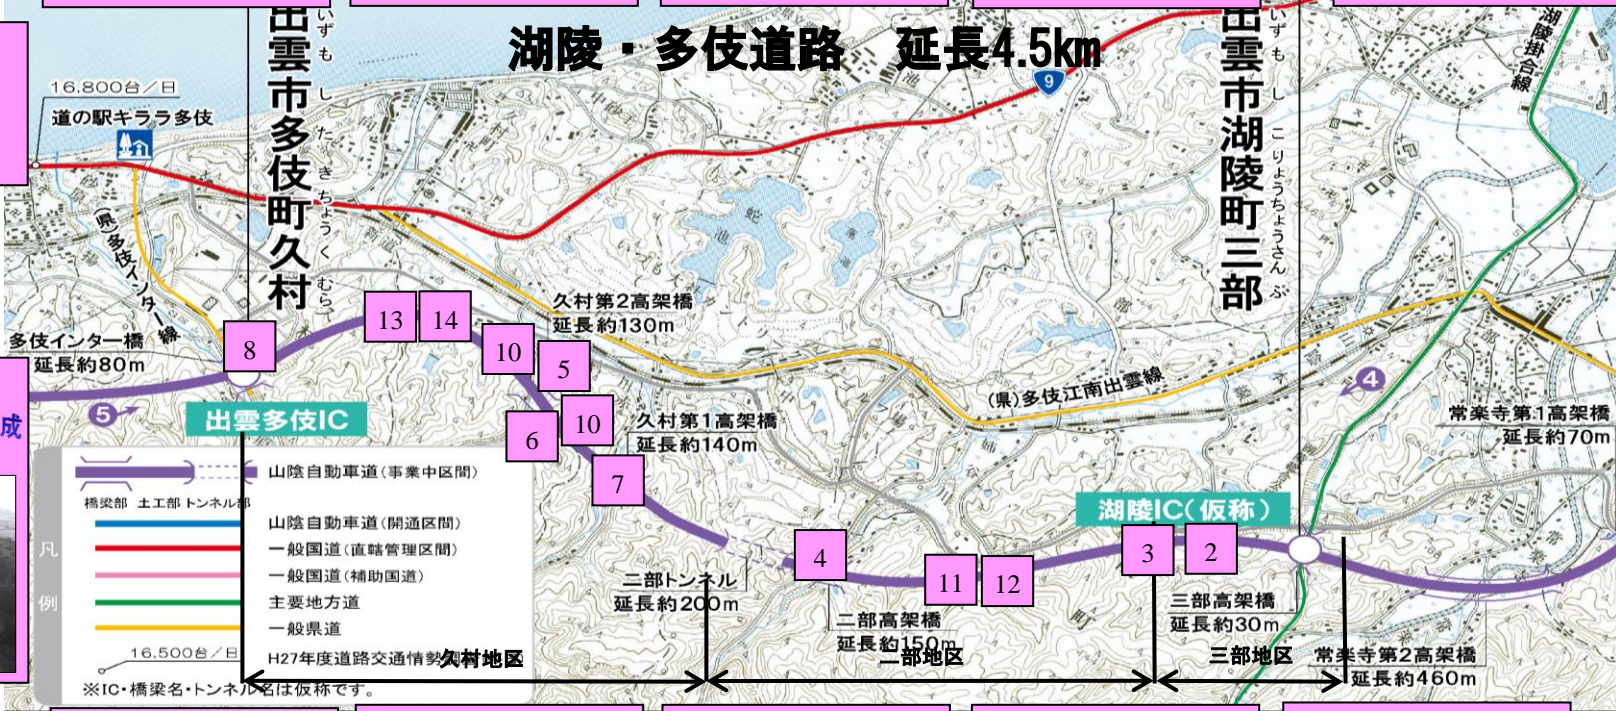 湖陵・多伎道路　延長4.5km
出雲市多伎町久村
いずもしたきちょうくむら
出雲市湖陵町三部
いずもしこりょうちょうさんぶ
湖陵掛合線
9
16,800台／日
道の駅キララ多伎
(県)多伎インター線
蛇池
久村第2高架橋
延長約130m
多伎インター橋
延長約80m
8
13
14
10
5
6
10
7
4
11
12
3
2
5
4
成
出雲多伎IC
久村第1高架橋
延長約140m
(県)多伎江南出雲線
常楽寺第1高架橋
延長約70m
湖陵IC(仮称)
二部トンネル
延長約200m
二部高架橋
延長約150m
三部高架橋
延長約30m
常楽寺第2高架橋
延長約460m
凡例
山陰自動車道(事業中区間)
橋梁部 土工部 トンネル部
山陰自動車道(開通区間)
一般国道(直轄管理区間)
一般国道(補助国道)
主要地方道
一般県道
16,500台／日
H27年度道路交通情勢
※IC・橋梁名・トンネル名は仮称です。
久村地区
二部地区
三部地区